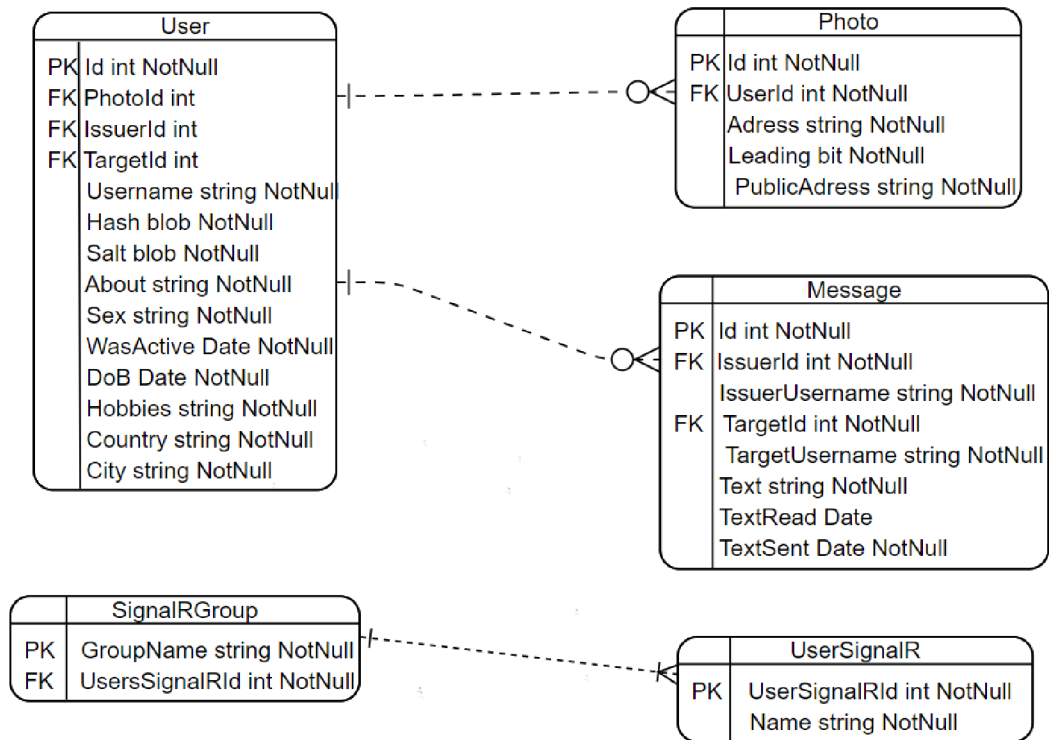 User
PK Id int NotNull
FK PhotoId int
FK IssuerId int
FK TargetId int
Username string NotNull
Hash blob NotNull
Salt blob NotNull
About string NotNull
Sex string NotNull
WasActive Date NotNull
DoB Date NotNull
Hobbies string NotNull
Country string NotNull
City string NotNull
Photo
PK Id int NotNull
FK UserId int NotNull
Adress string NotNull
Leading bit NotNull
PublicAdress string NotNull
Message
PK Id int NotNull
FK IssuerId int NotNull
IssuerUsername string NotNull
FK TargetId int NotNull
TargetUsername string NotNull
Text string NotNull
TextRead Date
TextSent Date NotNull
SignalRGroup
PK GroupName string NotNull
FK UsersSignalRId int NotNull
UserSignalR
PK UserSignalRId int NotNull
Name string NotNull